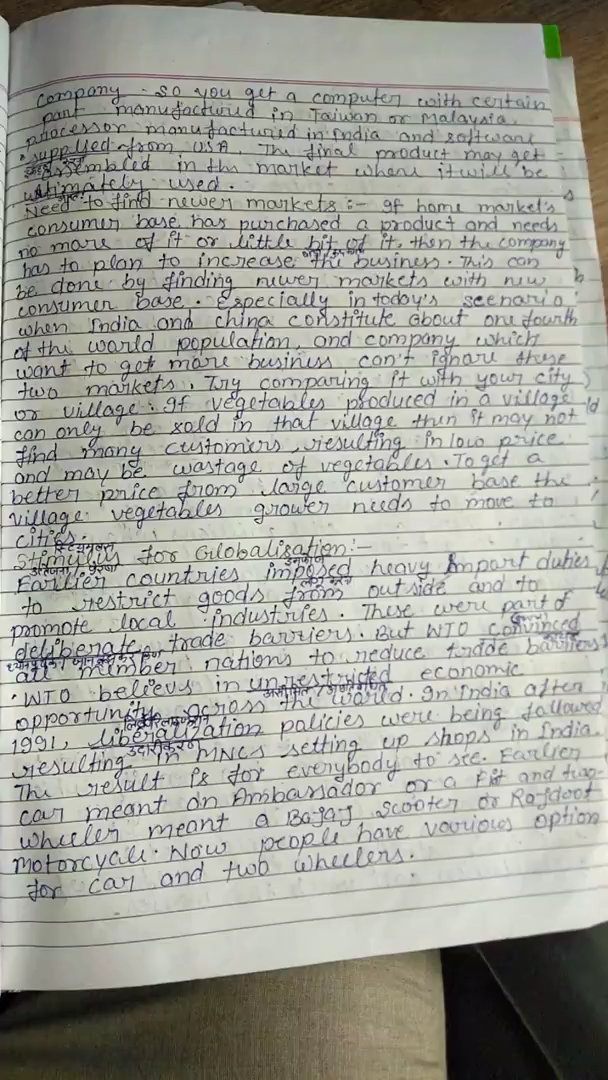 company. So you get a computer with certain
part manufactured in Taiwan or Malaysia,
processor manufactured in India and software
supplied from USA. The final product may get
assembled in the market where it will be
ultimately used.
Need to find newer markets :- If home market's
consumer base has purchased a product and needs
no more of it or little bit of it, then the company
has to plan to increase the business. This can
be done by finding newer markets with new
consumer base. Especially in today's scenario
when India and china constitute about one fourth
of the world population, and company which
want to get more business can't ignore these
two markets. Try comparing it with your city
or village. If vegetables produced in a village
can only be sold in that village then it may not
find many customers, resulting in low price
and may be wastage of vegetables. To get a
better price from large customer base the
village vegetables grower needs to move to
cities.
Stimulus for Globalisation :-
उत्तेजना / प्रेरणा
Earlier countries imposed heavy import duties
to restrict goods from outside and to
promote local industries. These were part of
deliberate trade barriers. But WTO convinced
all member nations to reduce trade barriers
WTO believes in unrestricted economic
opportunity across the world. In India after
1991, liberalization policies were being followed
उदारीकरण
resulting in MNCs setting up shops in India.
The result is for everybody to see. Earlier
car meant an Ambassador or a Fiat and two-
wheeler meant a Bajaj Scooter or Rajdoot
Motorcycle. Now people have various option
for car and two wheelers.